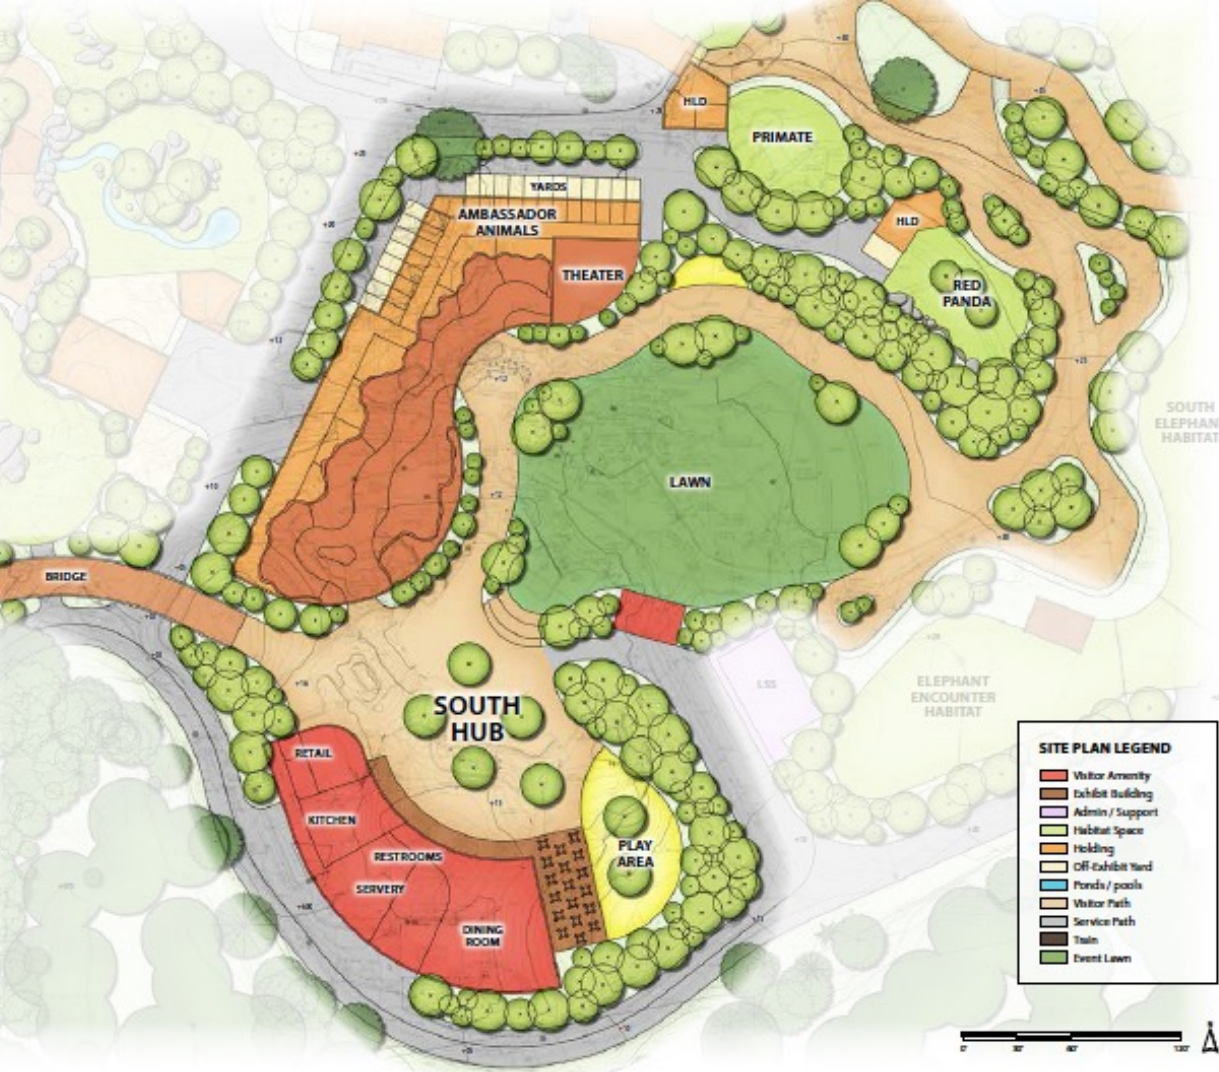 HLD
PRIMATE
YARDS
AMBASSADOR
ANIMALS
HLD
THEATER
RED
PANDA
SOUTH
ELEPHAN
HABITAT
LAWN
BRIDGE
LSS
ELEPHANT
ENCOUNTER
HABITAT
SOUTH
HUB
RETAIL
KITCHEN
RESTROOMS
SERVERY
DINING
ROOM
PLAY
AREA
SITE PLAN LEGEND
Visitor Amenity
Exhibit Building
Admin / Support
Habitat Space
Holding
Off-Exhibit Yard
Ponds / pools
Visitor Path
Service Path
Train
Event Lawn
0'
120'